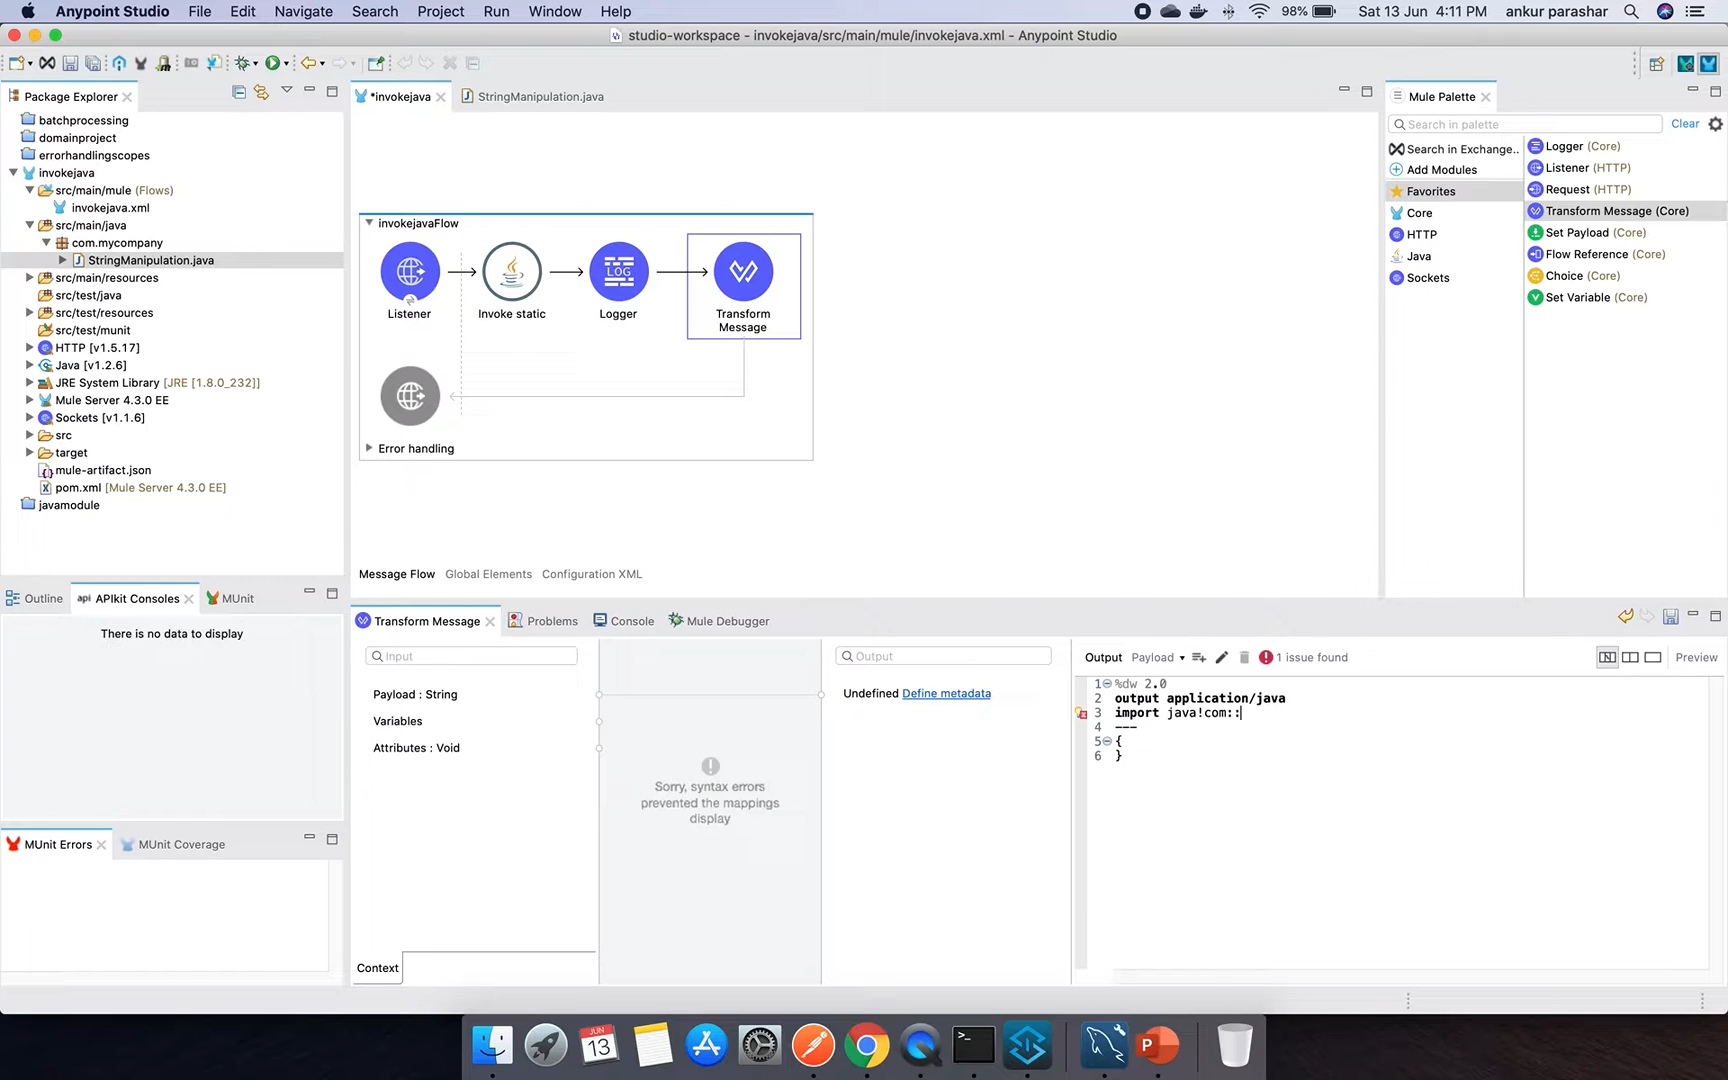 Anypoint Studio File Edit Navigate Search Project Run Window Help 98% Sat 13 Jun 4:11 PM ankur parashar
studio-workspace - invokejava/src/main/mule/invokejava.xml - Anypoint Studio
Package Explorer
batchprocessing
domainproject
errorhandlingscopes
invokejava
src/main/mule (Flows)
invokejava.xml
src/main/java
com.mycompany
StringManipulation.java
src/main/resources
src/test/java
src/test/resources
src/test/munit
HTTP [v1.5.17]
Java [v1.2.6]
JRE System Library [JRE [1.8.0_232]]
Mule Server 4.3.0 EE
Sockets [v1.1.6]
src
target
mule-artifact.json
pom.xml [Mule Server 4.3.0 EE]
javamodule
*invokejava StringManipulation.java
invokejavaFlow
LOG
Listener Invoke static Logger Transform
Message
Error handling
Message Flow Global Elements Configuration XML
Mule Palette
Search in palette Clear
Search in Exchange..
Add Modules
Favorites
Core
HTTP
Java
Sockets
Logger (Core)
Listener (HTTP)
Request (HTTP)
Transform Message (Core)
Set Payload (Core)
Flow Reference (Core)
Choice (Core)
Set Variable (Core)
Outline api APIkit Consoles MUnit
There is no data to display
MUnit Errors MUnit Coverage
Transform Message Problems Console Mule Debugger
Input
Payload : String
Variables
Attributes : Void
Context
Sorry, syntax errors
prevented the mappings
display
Output
Undefined Define metadata
Output Payload 1 issue found Preview
1 %dw 2.0
2 output application/java
3 import java!com::
4 ---
5 {
6 }
JUN
13
P